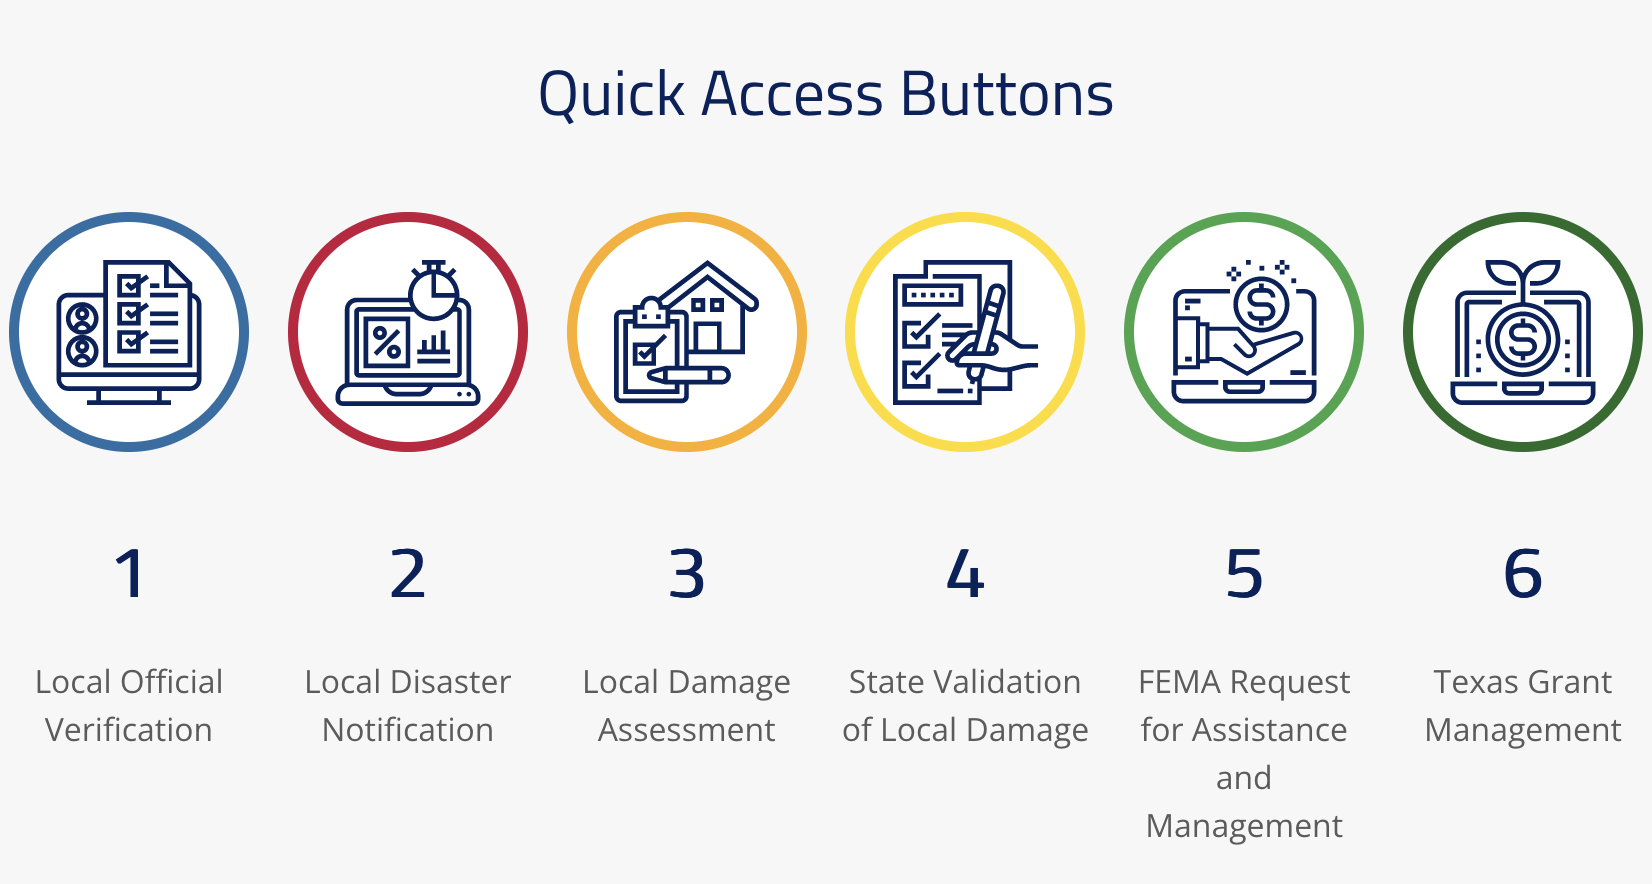 Quick Access Buttons
1
2
3
4
5
6
Local Official
Verification
Local Disaster
Notification
Local Damage
Assessment
State Validation
of Local Damage
FEMA Request
for Assistance
and
Management
Texas Grant
Management